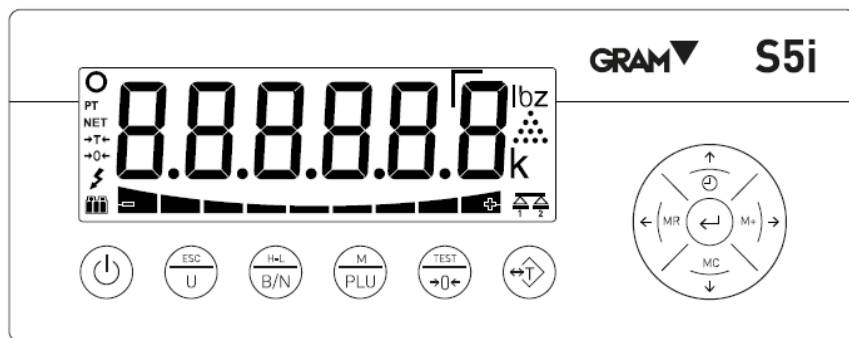 GRAM S5i
PT
NET
→T←
→0←
8.8.8.8.8.8
lbz
k
1 2
ESC
U
H-L
B/N
M
PLU
TEST
→0←
↔T
MR
M+
MC